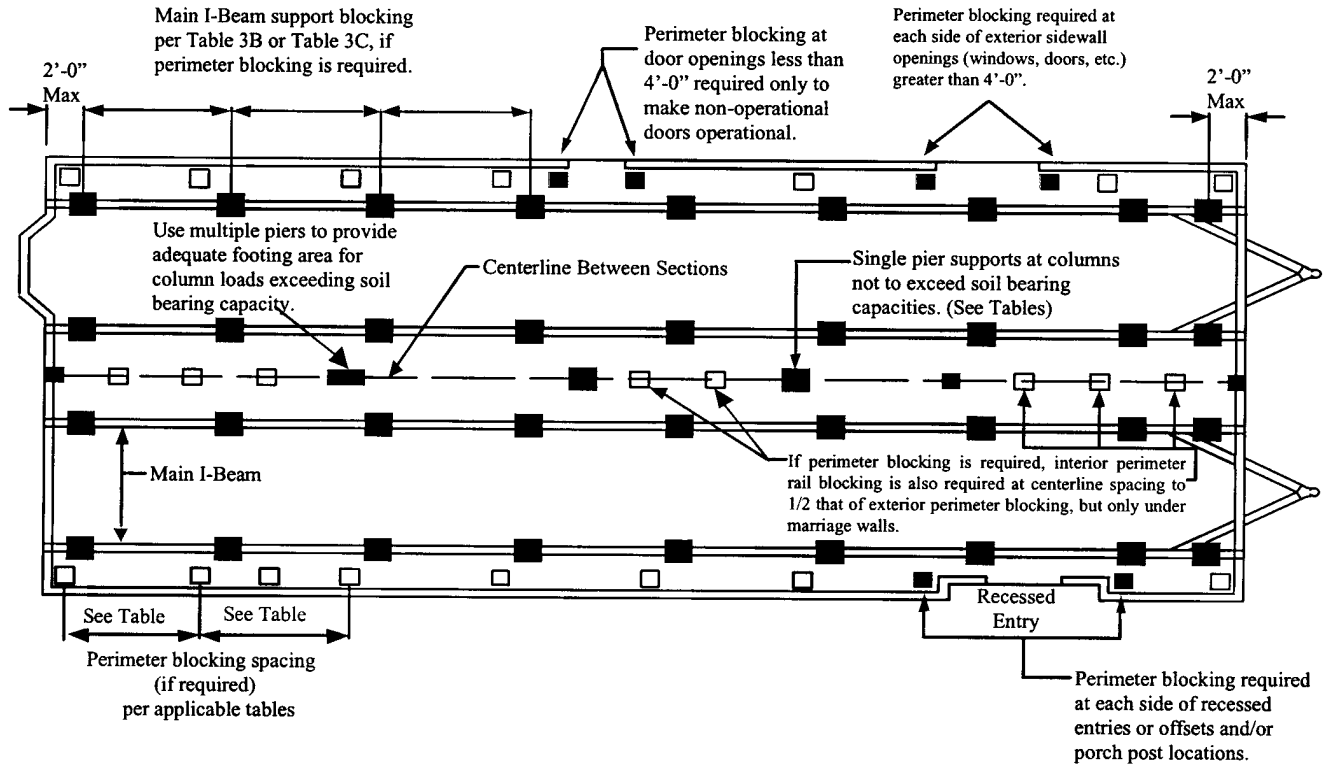 Main I-Beam support blocking
per Table 3B or Table 3C, if
perimeter blocking is required.
2’-0”
Max
Perimeter blocking at
door openings less than
4’-0” required only to
make non-operational
doors operational.
Perimeter blocking required at
each side of exterior sidewall
openings (windows, doors, etc.)
greater than 4’-0”.
2’-0”
Max
Use multiple piers to provide
adequate footing area for
column loads exceeding soil
bearing capacity.
Centerline Between Sections
Single pier supports at columns
not to exceed soil bearing
capacities. (See Tables)
Main I-Beam
If perimeter blocking is required, interior perimeter
rail blocking is also required at centerline spacing to
1/2 that of exterior perimeter blocking, but only under
marriage walls.
See Table
See Table
Perimeter blocking spacing
(if required)
per applicable tables
Recessed
Entry
Perimeter blocking required
at each side of recessed
entries or offsets and/or
porch post locations.